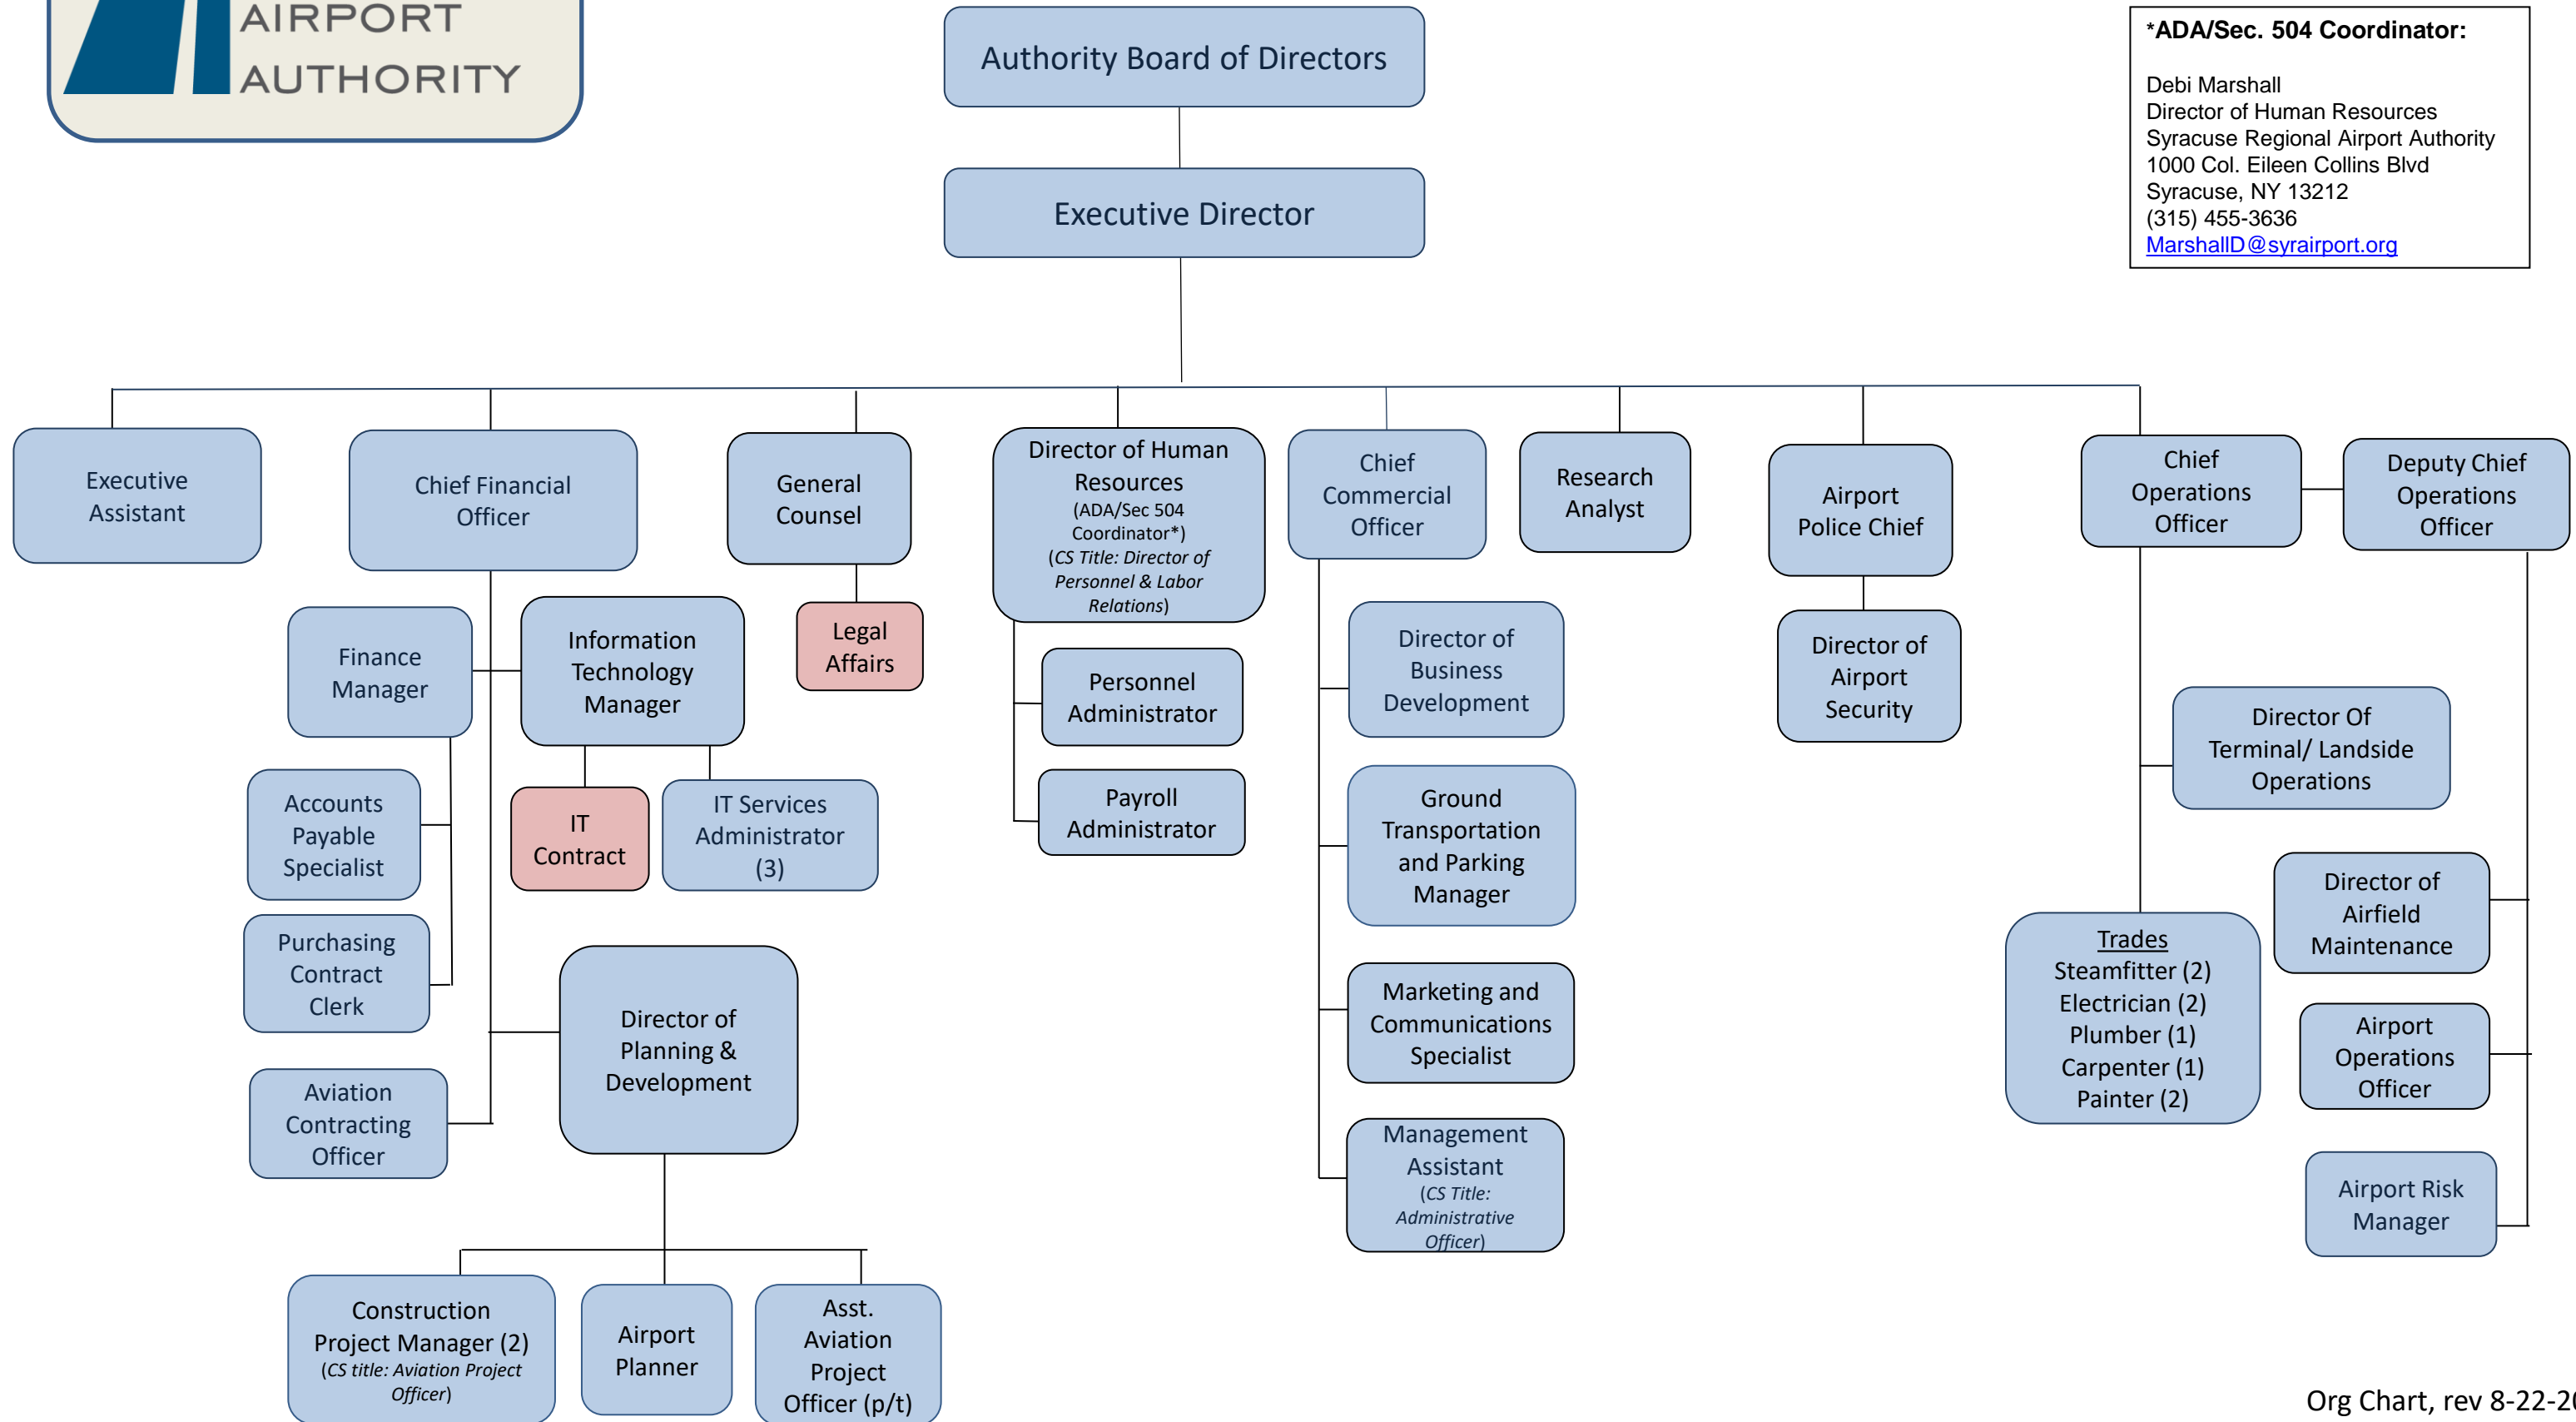 AIRPORT
AUTHORITY
Authority Board of Directors
*ADA/Sec. 504 Coordinator:
Debi Marshall
Director of Human Resources
Syracuse Regional Airport Authority
1000 Col. Eileen Collins Blvd
Syracuse, NY 13212
(315) 455-3636
MarshallD@syrairport.org
Executive Director
Executive
Assistant
Chief Financial
Officer
General
Counsel
Director of Human
Resources
(ADA/Sec 504
Coordinator*)
(CS Title: Director of
Personnel & Labor
Relations)
Chief
Commercial
Officer
Research
Analyst
Airport
Police Chief
Chief
Operations
Officer
Deputy Chief
Operations
Officer
Finance
Manager
Information
Technology
Manager
Legal
Affairs
Personnel
Administrator
Payroll
Administrator
Director of
Business
Development
Director of
Airport
Security
Director Of
Terminal/ Landside
Operations
Accounts
Payable
Specialist
IT
Contract
IT Services
Administrator
(3)
Ground
Transportation
and Parking
Manager
Director of
Airfield
Maintenance
Purchasing
Contract
Clerk
Director of
Planning &
Development
Marketing and
Communications
Specialist
Trades
Steamfitter (2)
Electrician (2)
Plumber (1)
Carpenter (1)
Painter (2)
Airport
Operations
Officer
Aviation
Contracting
Officer
Management
Assistant
(CS Title:
Administrative
Officer)
Airport Risk
Manager
Construction
Project Manager (2)
(CS title: Aviation Project
Officer)
Airport
Planner
Asst.
Aviation
Project
Officer (p/t)
Org Chart, rev 8-22-20